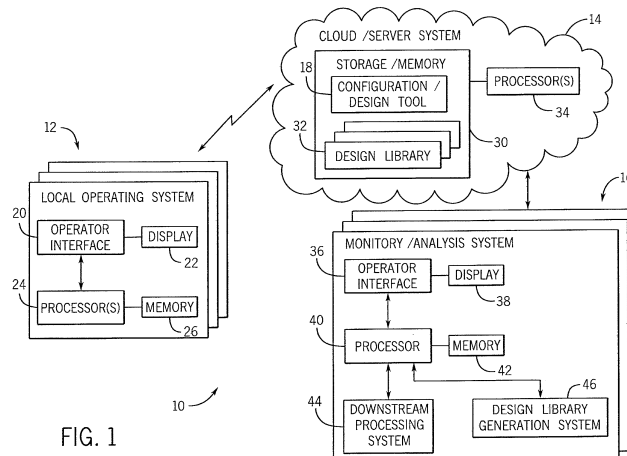 14
CLOUD /SERVER SYSTEM
STORAGE /MEMORY
18
CONFIGURATION /
DESIGN TOOL
PROCESSOR(S)
34
32
30
DESIGN LIBRARY
12
LOCAL OPERATING SYSTEM
20
OPERATOR
INTERFACE
DISPLAY
22
24
PROCESSOR(S)
MEMORY
26
MONITORY /ANALYSIS SYSTEM
36
OPERATOR
INTERFACE
DISPLAY
38
40
PROCESSOR
MEMORY
42
44
46
DOWNSTREAM
PROCESSING
SYSTEM
DESIGN LIBRARY
GENERATION SYSTEM
10
FIG. 1